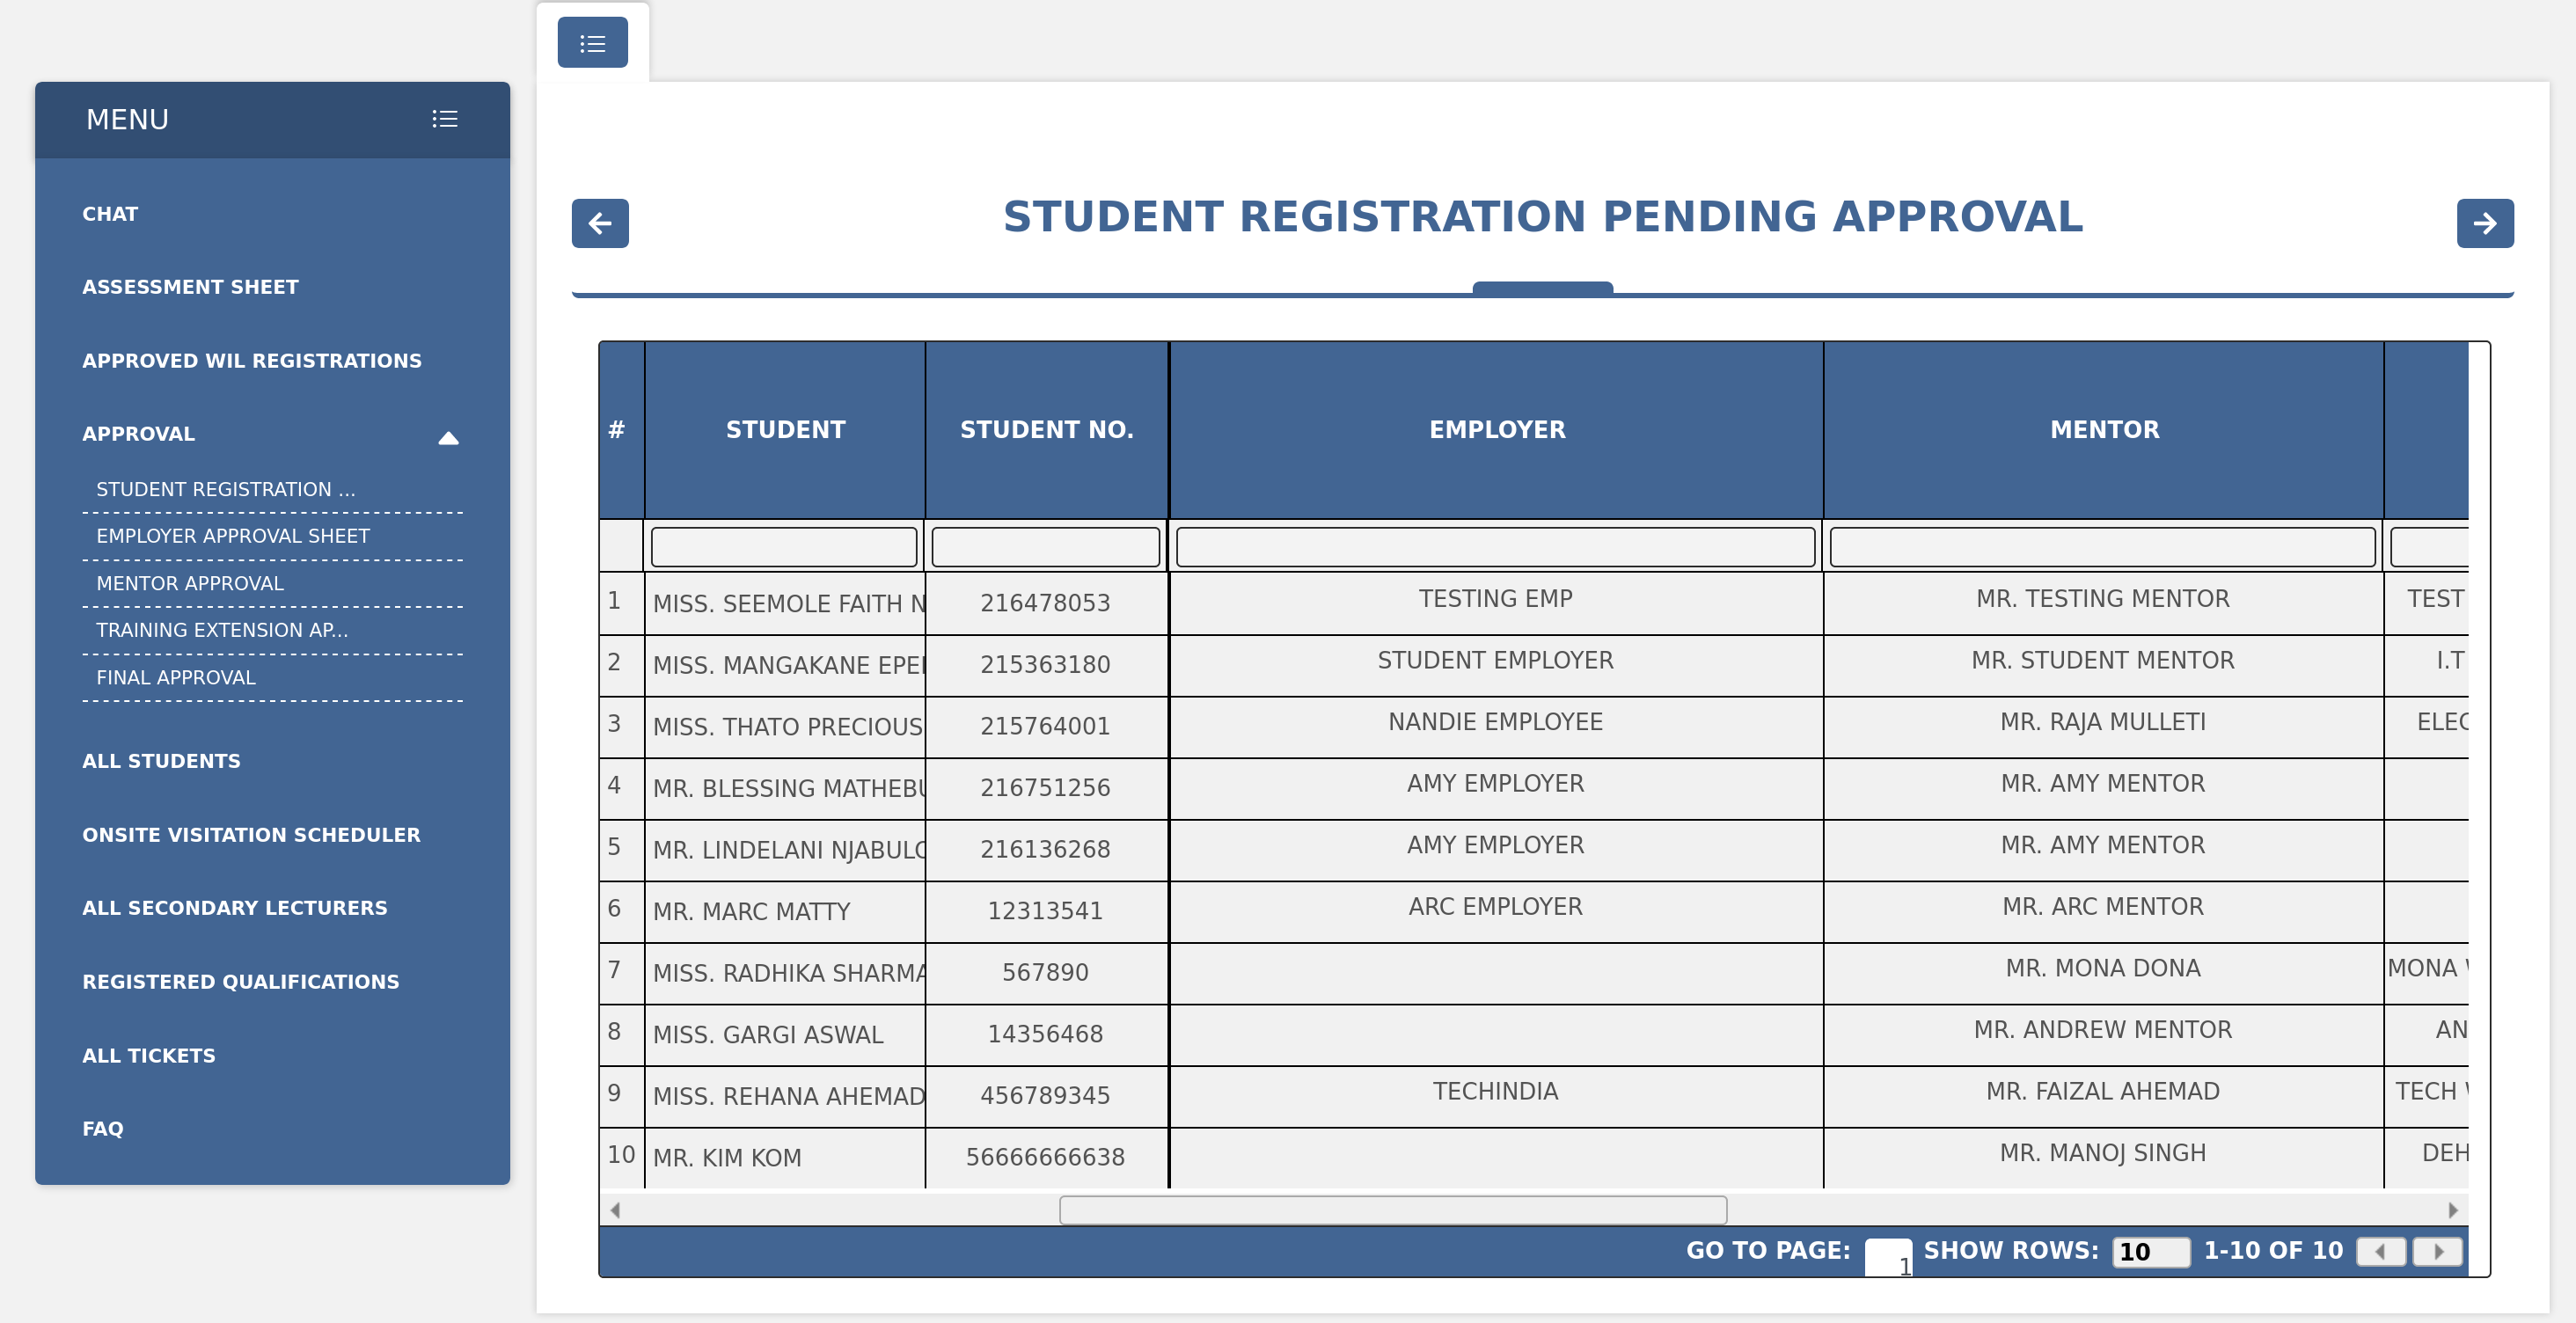 MENU
CHAT
ASSESSMENT SHEET
APPROVED WIL REGISTRATIONS
APPROVAL
STUDENT REGISTRATION ...
EMPLOYER APPROVAL SHEET
MENTOR APPROVAL
TRAINING EXTENSION AP...
FINAL APPROVAL
ALL STUDENTS
ONSITE VISITATION SCHEDULER
ALL SECONDARY LECTURERS
REGISTERED QUALIFICATIONS
ALL TICKETS
FAQ
STUDENT REGISTRATION PENDING APPROVAL
# STUDENT STUDENT NO. EMPLOYER MENTOR
1 MISS. SEEMOLE FAITH N 216478053 TESTING EMP MR. TESTING MENTOR TEST
2 MISS. MANGAKANE 215363180 STUDENT EMPLOYER MR. STUDENT MENTOR I.T
3 MISS. THATO PRECIOUS 215764001 NANDIE EMPLOYEE MR. RAJA MULLETI ELEC
4 MR. BLESSING 216751256 AMY EMPLOYER MR. AMY MENTOR
5 MR. LINDELANI 216136268 AMY EMPLOYER MR. AMY MENTOR
6 MR. MARC MATTY 12313541 ARC EMPLOYER MR. ARC MENTOR
7 MISS. RADHIKA SHARMA 567890 MR. MONA DONA MONA
8 MISS. GARGI ASWAL 14356468 MR. ANDREW MENTOR AN
9 MISS. REHANA AHEMAD 456789345 TECHINDIA MR. FAIZAL AHEMAD TECH
10 MR. KIM KOM 56666666638 MR. MANOJ SINGH DEH
GO TO PAGE: 1 SHOW ROWS: 10 1-10 OF 10